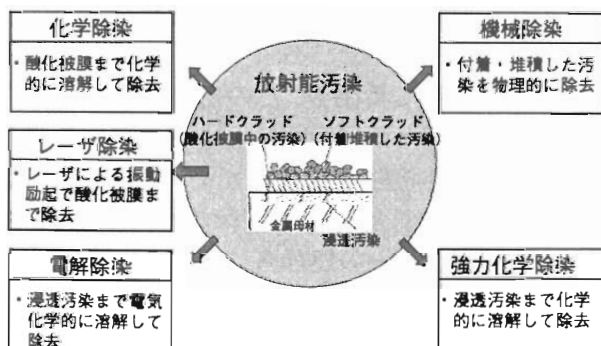 化学除染
・酸化被膜まで化学
的に溶解して除去
レーザ除染
・レーザによる振動
励起で酸化被膜ま
で除去
電解除染
・浸透汚染まで電気
化学的に溶解して
除去
放射能汚染
ハードクラッド
(酸化被膜中の汚染)
ソフトクラッド
(付着堆積した汚染)
金属母材
浸透汚染
機械除染
・付着・堆積した汚
染を物理的に除去
強力化学除染
・浸透汚染まで化学
的に溶解して除去